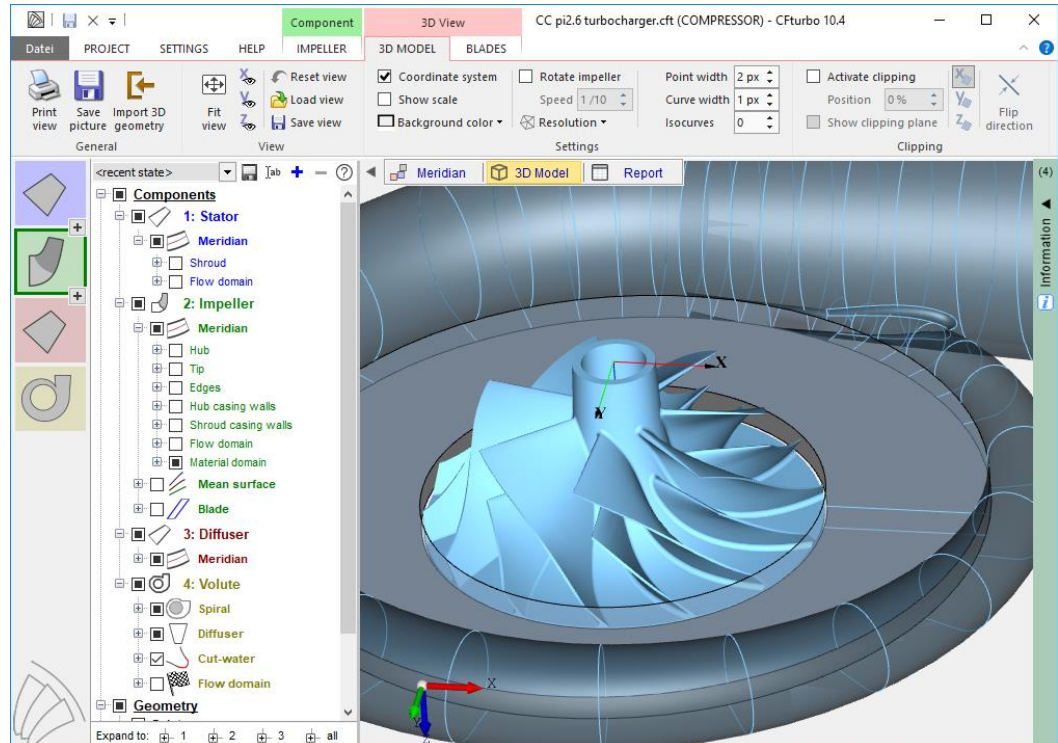 Component 3D View CC pi2.6 turbocharger.cft (COMPRESSOR) - CFturbo 10.4
Datei PROJECT SETTINGS HELP IMPELLER 3D MODEL BLADES
Print view
Save picture
Import 3D geometry
General
Fit view
X
Y
Z
Reset view
Load view
Save view
View
Coordinate system
Show scale
Background color
Rotate impeller
Speed 1/10
Resolution
Point width 2 px
Curve width 1 px
Isocurves 0
Settings
Activate clipping
Position 0%
Show clipping plane
X
Y
Z
Flip direction
Clipping
<recent state> Iab
Meridian 3D Model Report
(4)
Information
Components
1: Stator
Meridian
Shroud
Flow domain
2: Impeller
Meridian
Hub
Tip
Edges
Hub casing walls
Shroud casing walls
Flow domain
Material domain
Mean surface
Blade
3: Diffuser
Meridian
4: Volute
Spiral
Diffuser
Cut-water
Flow domain
Geometry
Expand to: 1 2 3 all
X
Y
X
Y
Z